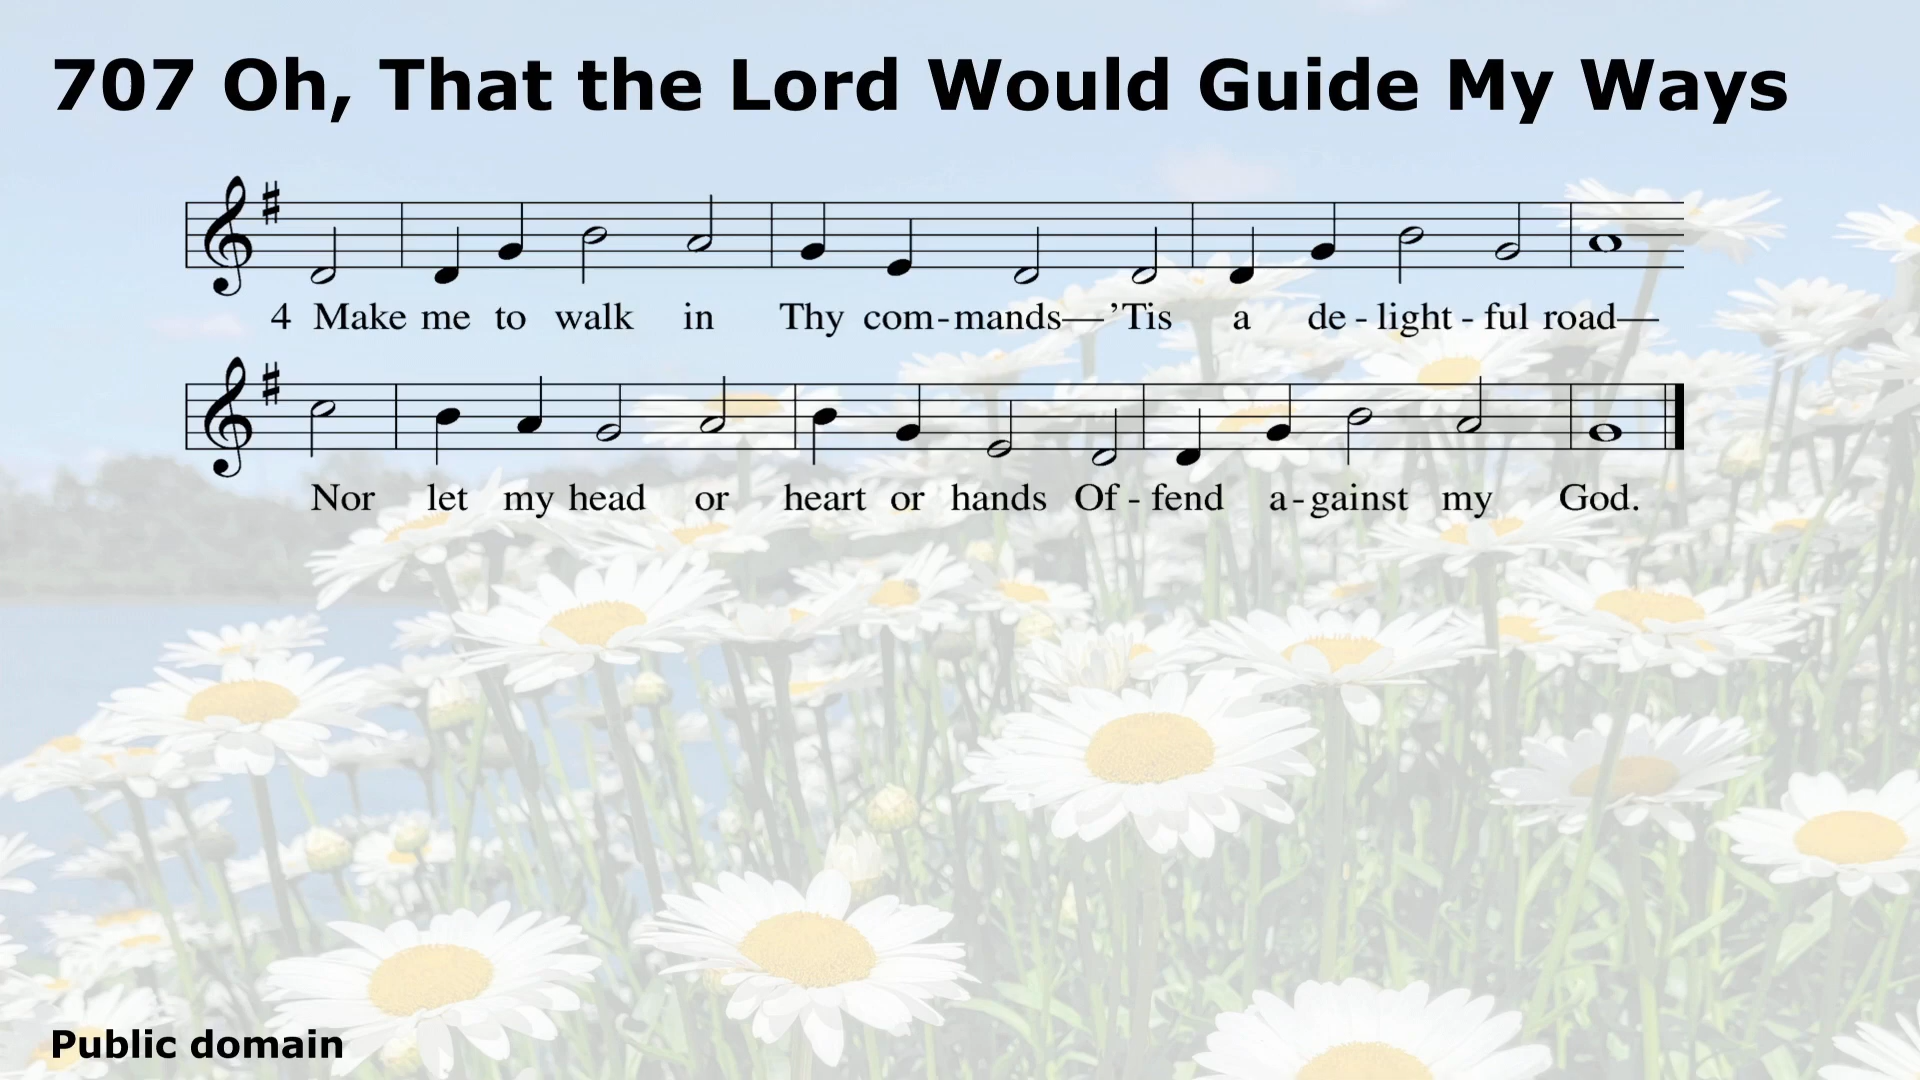 707 Oh, That the Lord Would Guide My Ways
4 Make me to walk in Thy com-mands—’Tis a de-light-ful road—
Nor let my head or heart or hands Of-fend a-gainst my God.
Public domain